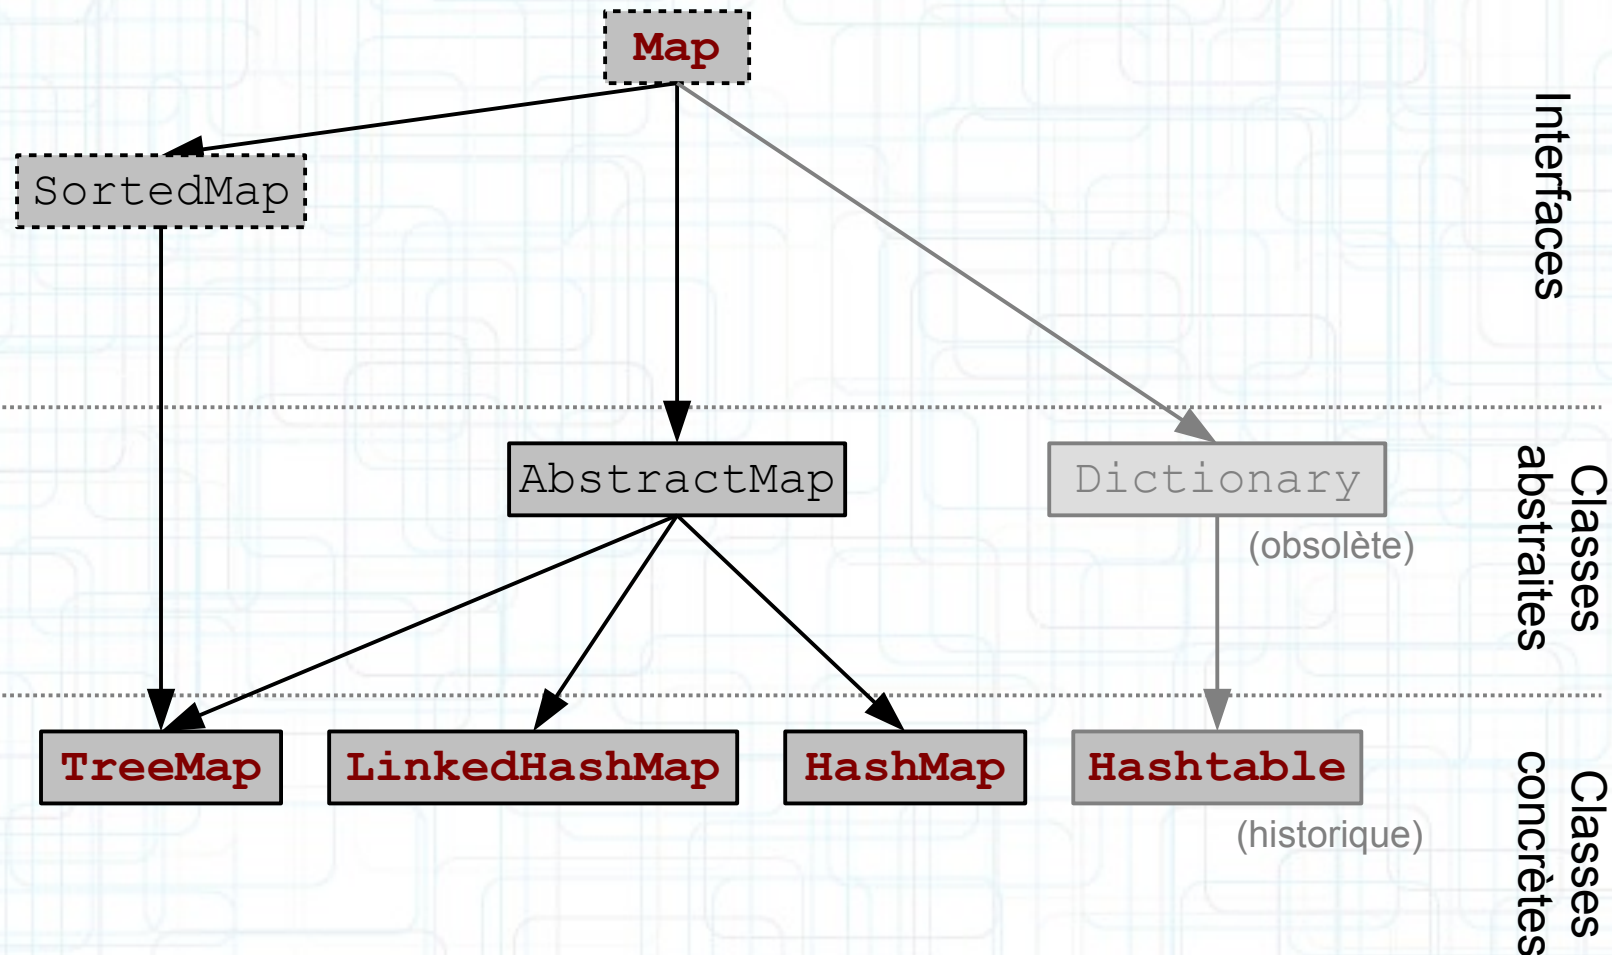 Map
SortedMap
Interfaces
AbstractMap
Dictionary
(obsolète)
Classes
abstraites
TreeMap
LinkedHashMap
HashMap
Hashtable
(historique)
Classes
concrètes